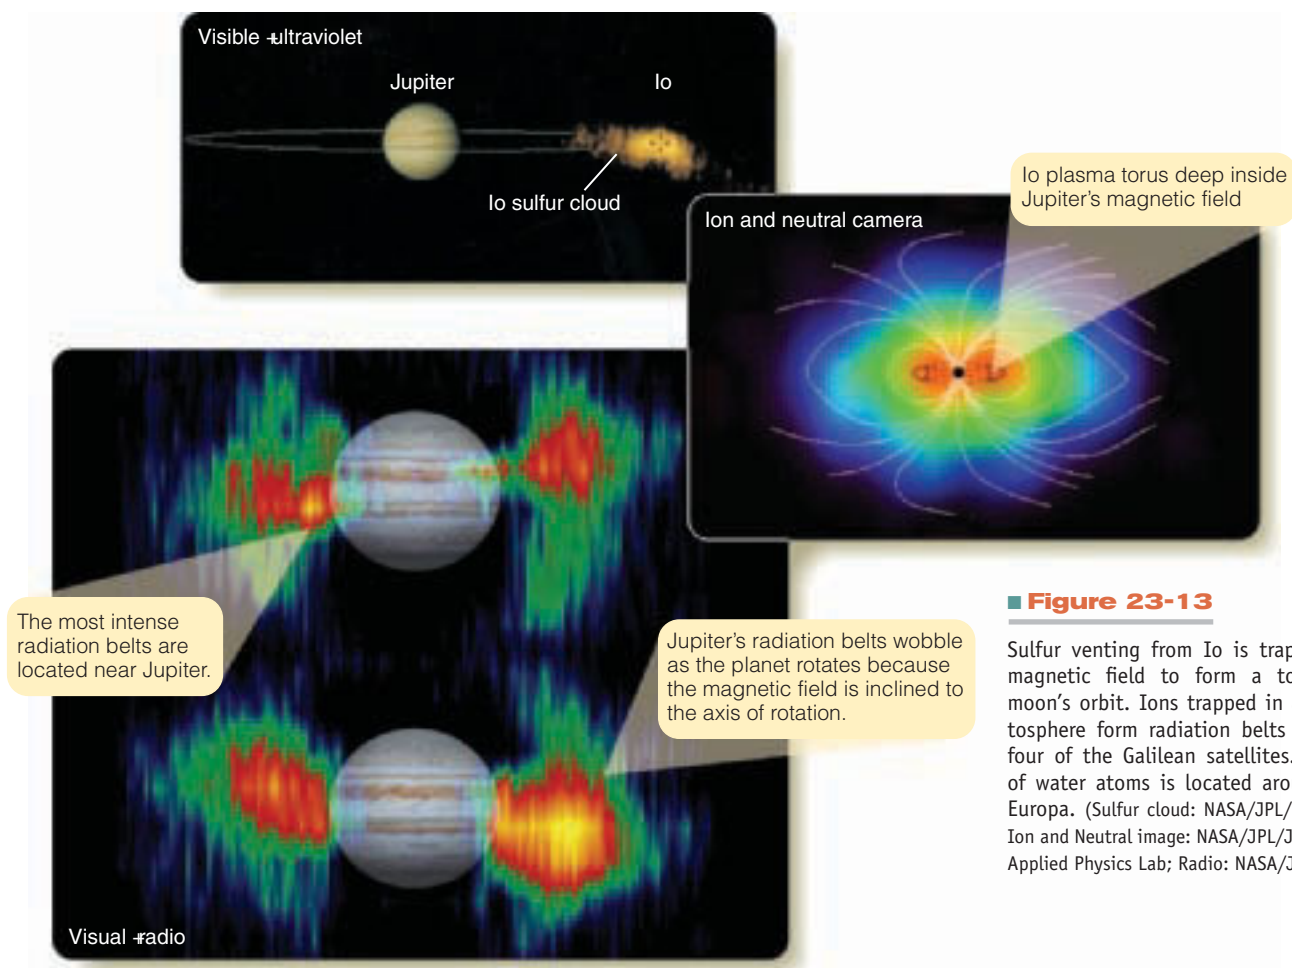 Visible +ultraviolet
Jupiter
Io
Io sulfur cloud
Ion and neutral camera
Io plasma torus deep inside
Jupiter's magnetic field
The most intense
radiation belts are
located near Jupiter.
Jupiter's radiation belts wobble
as the planet rotates because
the magnetic field is inclined to
the axis of rotation.
Visual +radio
■ Figure 23-13
Sulfur venting from Io is trap
magnetic field to form a to
moon's orbit. Ions trapped in
tosphere form radiation belts
four of the Galilean satellites.
of water atoms is located aro
Europa. (Sulfur cloud: NASA/JPL/
Ion and Neutral image: NASA/JPL/J
Applied Physics Lab; Radio: NASA/J